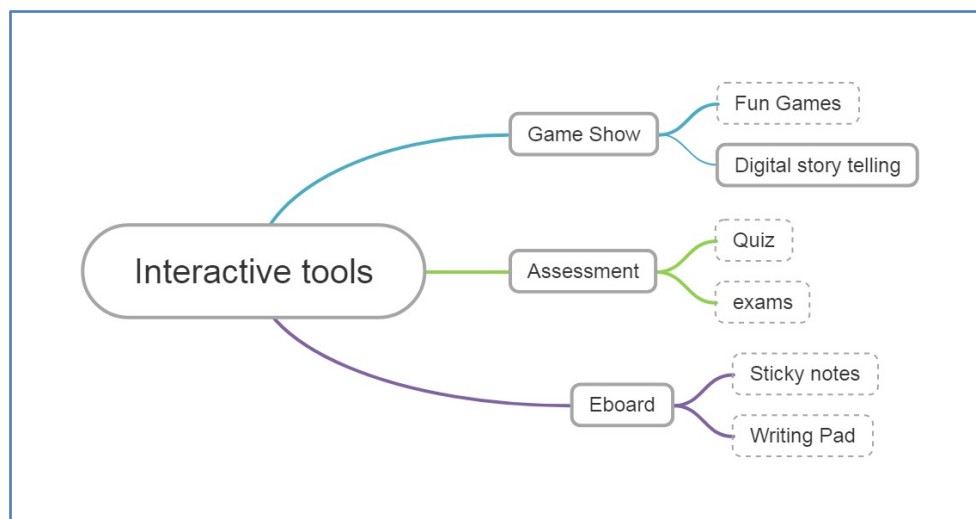 Interactive tools
Game Show
Fun Games
Digital story telling
Assessment
Quiz
exams
Eboard
Sticky notes
Writing Pad